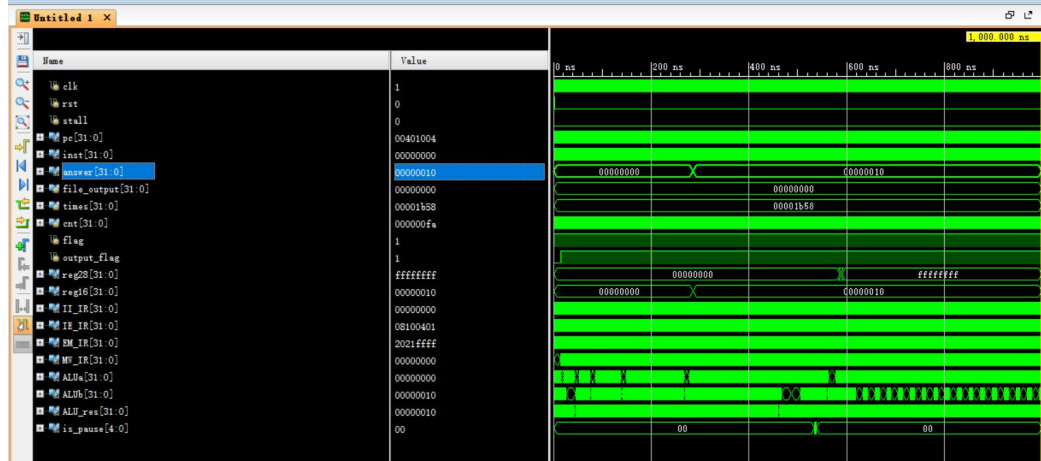 Untitled 1
1,000.000 ns
Name Value
0 ns 200 ns 400 ns 600 ns 800 ns
clk 1
rst 0
stall 0
pc[31:0] 00401004
inst[31:0] 00000000
answer[31:0] 00000010 00000000 00000010
file_output[31:0] 00000000 00000000
times[31:0] 00001b58 00001b58
cnt[31:0] 000000fa
flag 1
output_flag 1
reg28[31:0] ffffffff 00000000 ffffffff
reg16[31:0] 00000010 00000000 00000010
II_IR[31:0] 00000000
IE_IR[31:0] 08100401
EM_IR[31:0] 2021ffff
MW_IR[31:0] 00000000
ALUa[31:0] 00000000
ALUb[31:0] 00000010
ALU_res[31:0] 00000010
is_pause[4:0] 00 00 00